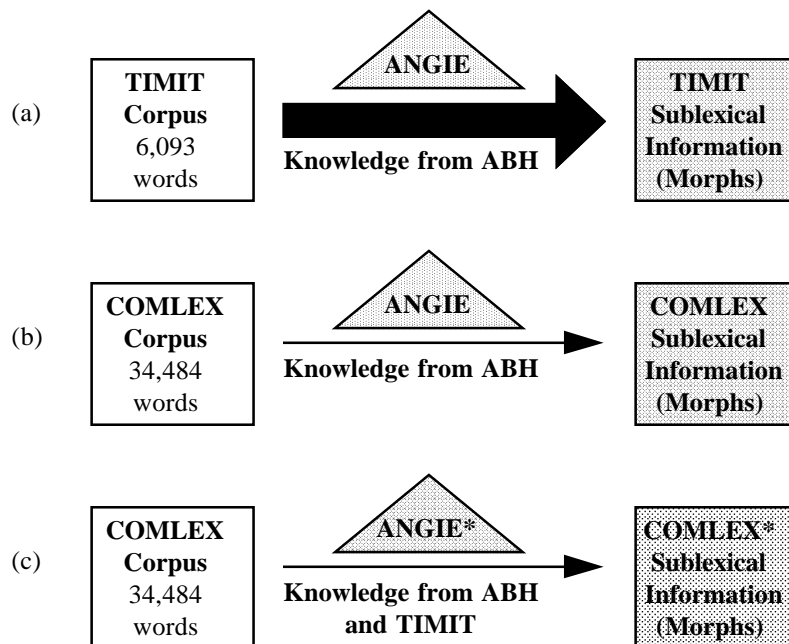 (a)
TIMIT
Corpus
6,093
words
ANGIE
Knowledge from ABH
TIMIT
Sublexical
Information
(Morphs)
(b)
COMLEX
Corpus
34,484
words
ANGIE
Knowledge from ABH
COMLEX
Sublexical
Information
(Morphs)
(c)
COMLEX
Corpus
34,484
words
ANGIE*
Knowledge from ABH
and TIMIT
COMLEX*
Sublexical
Information
(Morphs)